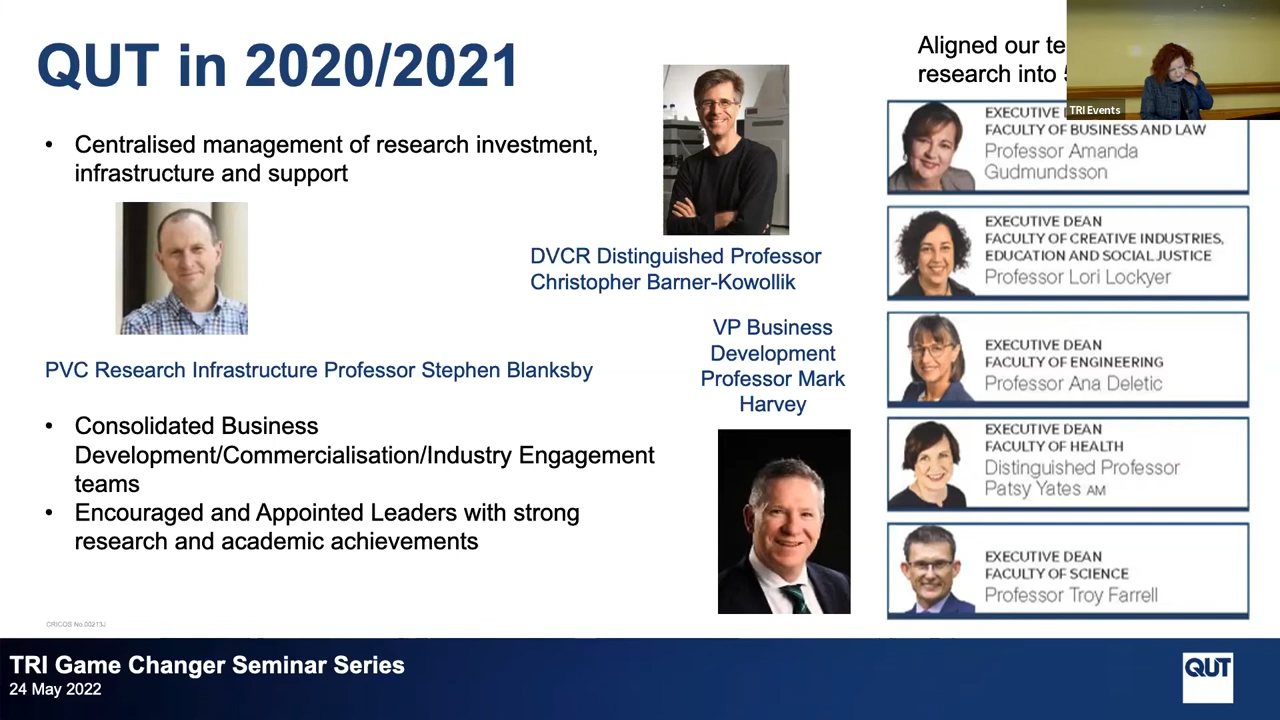 QUT in 2020/2021
• Centralised management of research investment,
infrastructure and support
PVC Research Infrastructure Professor Stephen Blanksby
DVCR Distinguished Professor
Christopher Barner-Kowollik
VP Business
Development
Professor Mark
Harvey
• Consolidated Business
Development/Commercialisation/Industry Engagement
teams
• Encouraged and Appointed Leaders with strong
research and academic achievements
Aligned our
research into
TRI Events
EXECUTIVE
FACULTY OF BUSINESS AND LAW
Professor Amanda
Gudmundsson
EXECUTIVE DEAN
FACULTY OF CREATIVE INDUSTRIES,
EDUCATION AND SOCIAL JUSTICE
Professor Lori Lockyer
EXECUTIVE DEAN
FACULTY OF ENGINEERING
Professor Ana Deletic
EXECUTIVE DEAN
FACULTY OF HEALTH
Distinguished Professor
Patsy Yates AM
EXECUTIVE DEAN
FACULTY OF SCIENCE
Professor Troy Farrell
CRICOS No.00213J
TRI Game Changer Seminar Series
24 May 2022
QUT